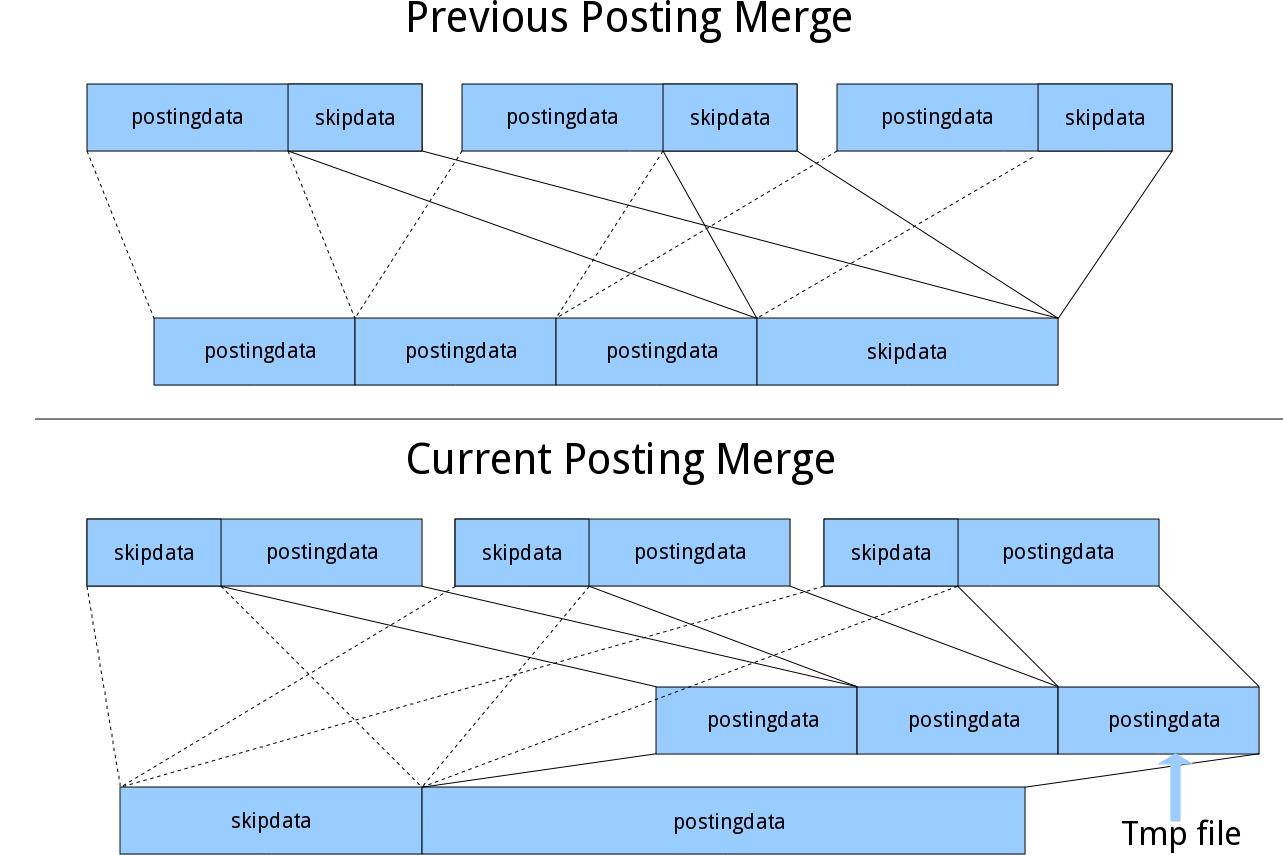 Previous Posting Merge
postingdata skipdata postingdata skipdata postingdata skipdata
postingdata postingdata postingdata skipdata
Current Posting Merge
skipdata postingdata skipdata postingdata skipdata postingdata
postingdata postingdata postingdata
skipdata postingdata
Tmp file